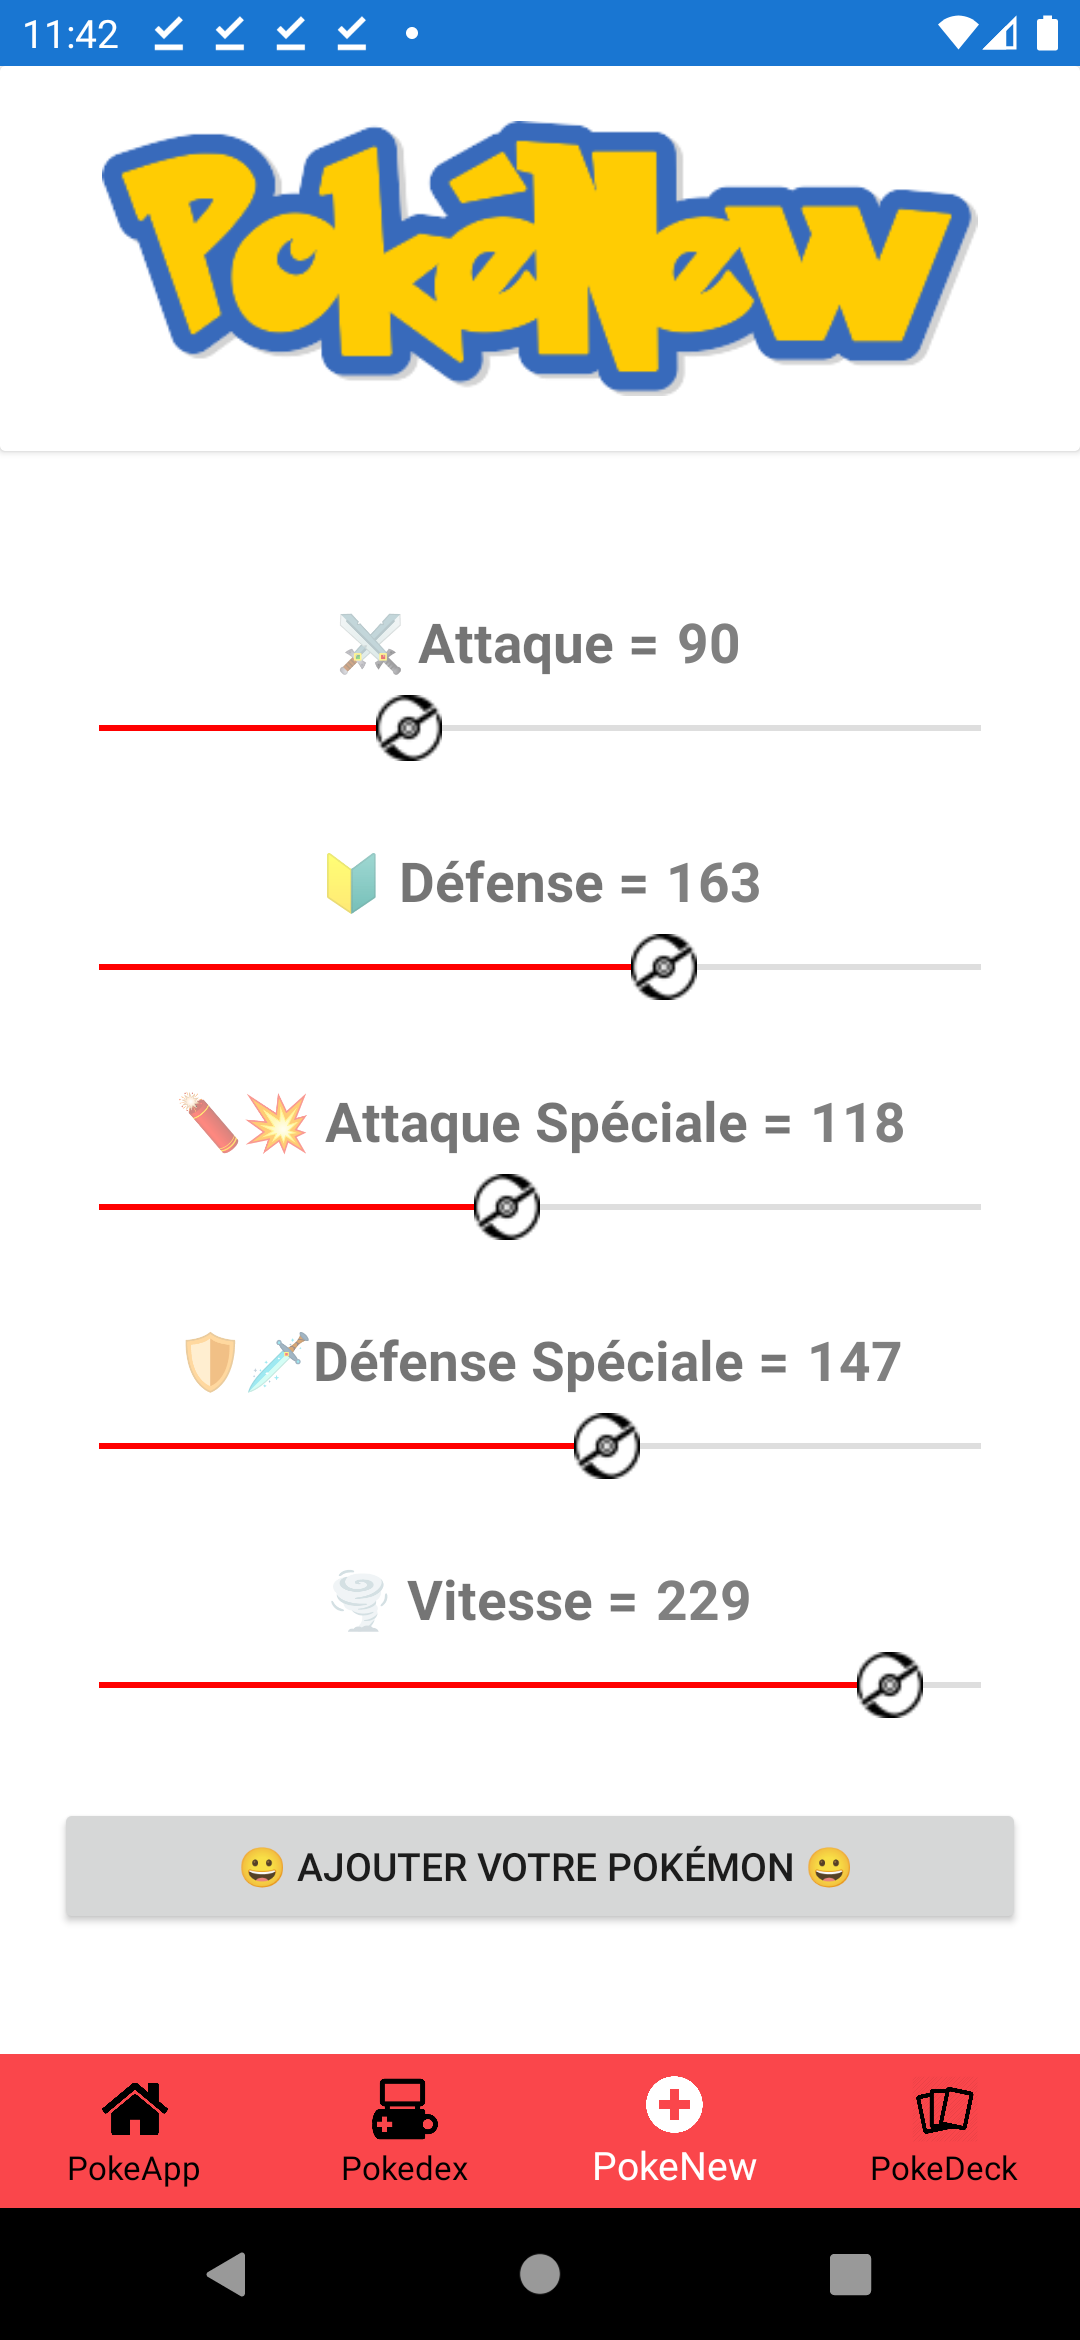 11:42
PokéNew
⚔️ Attaque = 90
🔰 Défense = 163
🧨💥 Attaque Spéciale = 118
🛡️🗡️Défense Spéciale = 147
🌪️ Vitesse = 229
😀 AJOUTER VOTRE POKÉMON 😀
PokeApp
Pokedex
PokeNew
PokeDeck